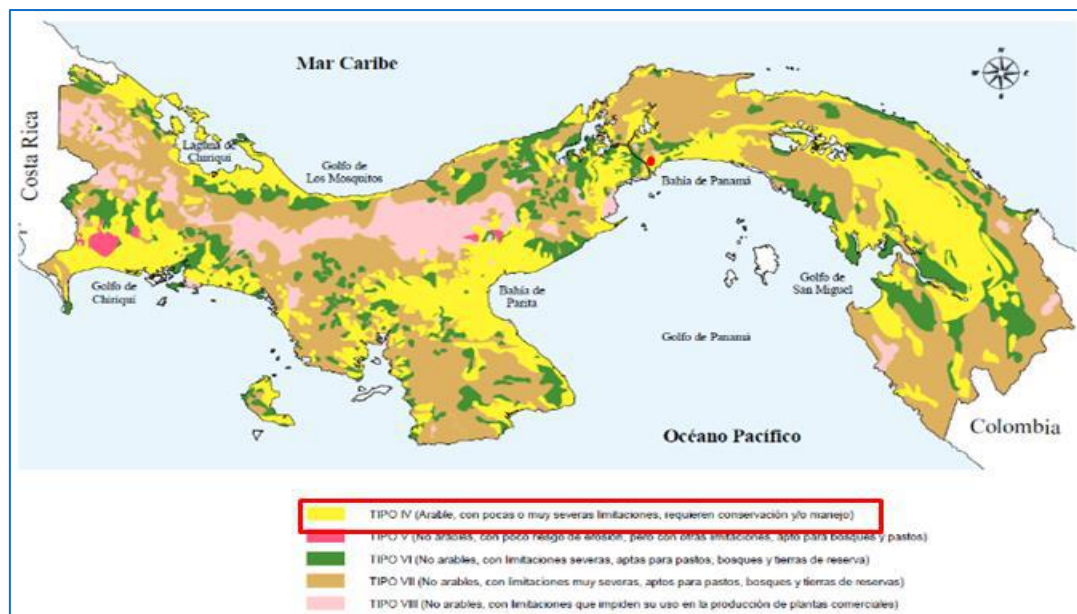 Mar Caribe
N
W
E
S
Costa Rica
Laguna de
Chiriquí
Golfo de
Los Mosquitos
Bahía de Panamá
Golfo de
Chiriquí
Bahía de
Parita
Golfo de
San Miguel
Golfo de Panamá
Océano Pacífico
Colombia
TIPO IV (Arable, con pocas o muy severas limitaciones, requieren conservación y/o manejo)
TIPO V (No arables, con poco riesgo de erosión, pero con otras limitaciones, apto para bosques y pastos)
TIPO VI (No arables, con limitaciones severas, aptas para pastos, bosques y tierras de reserva)
TIPO VII (No arables, con limitaciones muy severas, aptos para pastos, bosques y tierras de reservas)
TIPO VIII (No arables, con limitaciones que impiden su uso en la producción de plantas comerciales)